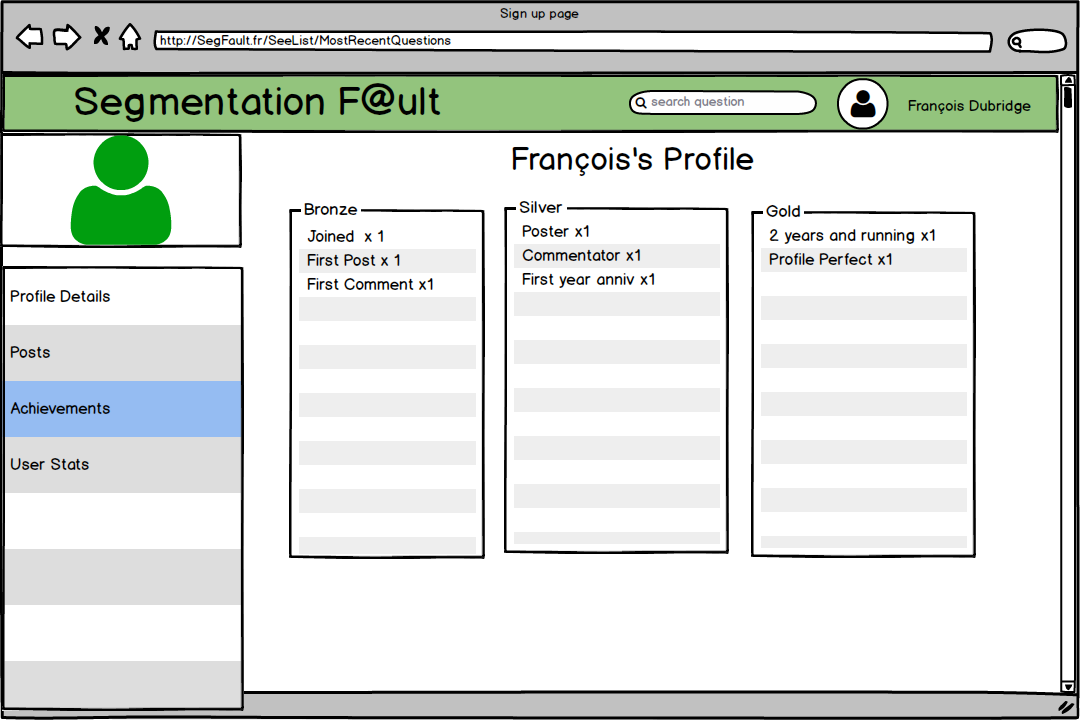 Sign up page
http://SegFault.fr/SeeList/MostRecentQuestions
Segmentation F@ult
search question
François Dubridge
François's Profile
Profile Details
Posts
Achievements
User Stats
Bronze
Joined  x 1
First Post x 1
First Comment x1
Silver
Poster x1
Commentator x1
First year anniv x1
Gold
2 years and running x1
Profile Perfect x1